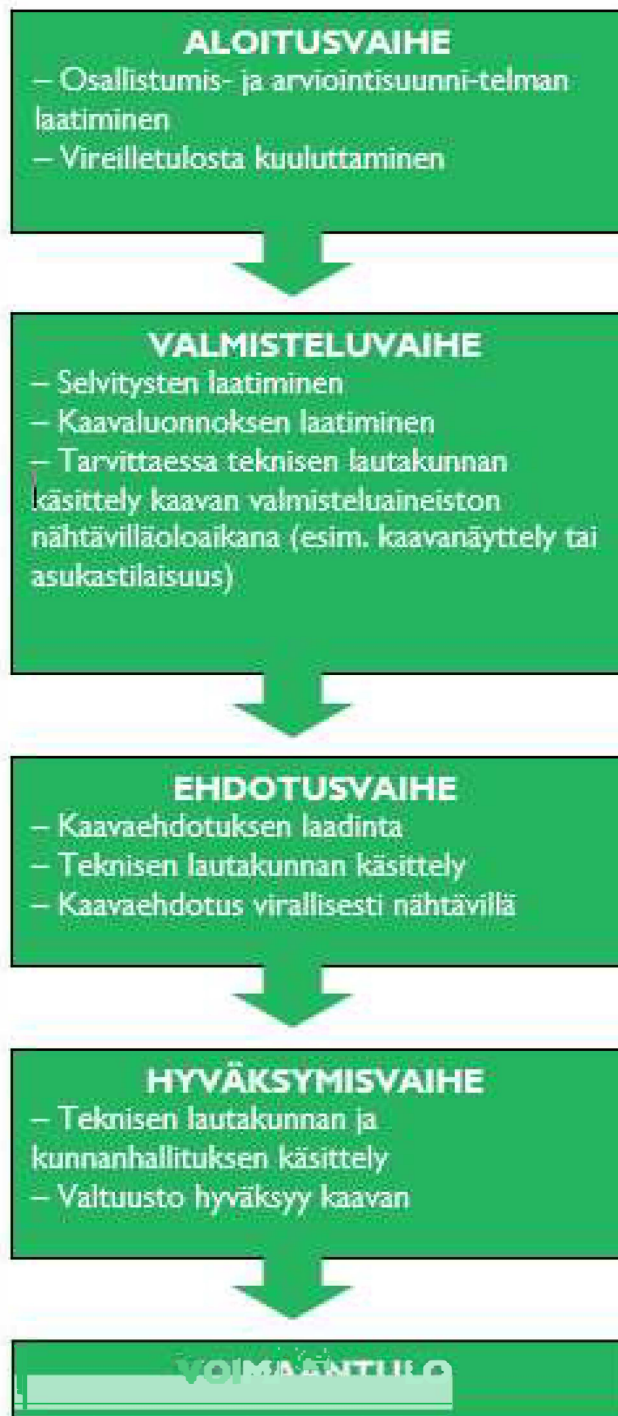 ALOITUSVAIHE
– Osallistumis- ja arviointisuunni-telman
laatiminen
– Vireilletulosta kuuluttaminen
VALMISTELUVAIHE
– Selvitysten laatiminen
– Kaavaluonnoksen laatiminen
– Tarvittaessa teknisen lautakunnan
käsittely kaavan valmisteluaineiston
nähtävilläoloaikana (esim. kaavanäyttely tai
asukastilaisuus)
EHDOTUSVAIHE
– Kaavaehdotuksen laadinta
– Teknisen lautakunnan käsittely
– Kaavaehdotus virallisesti nähtävillä
HYVÄKSYMISVAIHE
– Teknisen lautakunnan ja
kunnanhallituksen käsittely
– Valtuusto hyväksyy kaavan
VOIMAANTULO